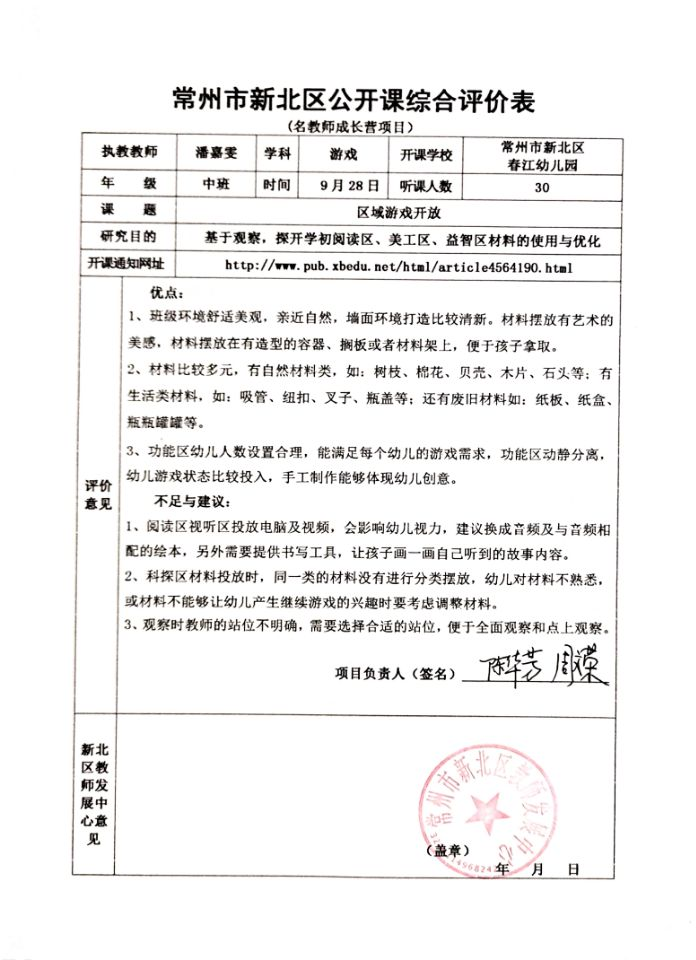 常州市新北区公开课综合评价表
(名教师成长营项目)
执教教师 潘嘉雯 学科 游戏 开课学校 常州市新北区
春江幼儿园
年 级 中班 时间 9月28日 听课人数 30
课 题 区域游戏开放
研究目的 基于观察，探开学初阅读区、美工区、益智区材料的使用与优化
开课通知网址 http://www.pub.xbedu.net/html/article4564190.html
评价
意见
优点：
1、班级环境舒适美观，亲近自然，墙面环境打造比较清新。材料摆放有艺术的
美感，材料摆放在有造型的容器、搁板或者材料架上，便于孩子拿取。
2、材料比较多元，有自然材料类，如：树枝、棉花、贝壳、木片、石头等；有
生活类材料，如：吸管、纽扣、叉子、瓶盖等；还有废旧材料如：纸板、纸盒、
瓶瓶罐罐等。
3、功能区幼儿人数设置合理，能满足每个幼儿的游戏需求，功能区动静分离，
幼儿游戏状态比较投入，手工制作能够体现幼儿创意。
不足与建议：
1、阅读区视听区投放电脑及视频，会影响幼儿视力，建议换成音频及与音频相
配的绘本，另外需要提供书写工具，让孩子画一画自己听到的故事内容。
2、科探区材料投放时，同一类的材料没有进行分类摆放，幼儿对材料不熟悉，
或材料不能够让幼儿产生继续游戏的兴趣时要考虑调整材料。
3、观察时教师的站位不明确，需要选择合适的站位，便于全面观察和点上观察。
项目负责人（签名）
新北
区教
师发
展中
心意
见
常州市新北区教师发展中心
（盖章）
年 月 日